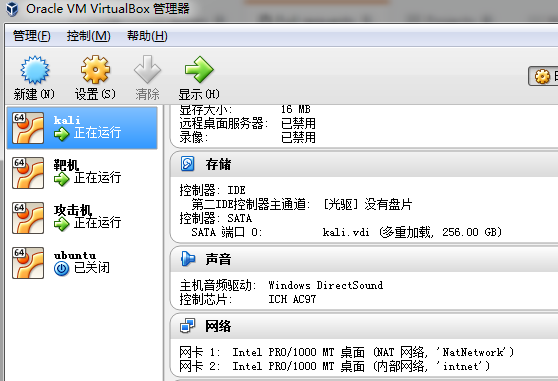 Oracle VM VirtualBox 管理器
管理(F) 控制(M) 帮助(H)
新建(N) 设置(S) 清除 显示(H)
64 kali
正在运行
64 靶机
正在运行
64 攻击机
正在运行
64 ubuntu
已关闭
显存大小: 16 MB
远程桌面服务器: 已禁用
录像: 已禁用
存储
控制器: IDE
第二IDE控制器主通道: [光驱] 没有盘片
控制器: SATA
SATA 端口 0: kali.vdi (多重加载, 256.00 GB)
声音
主机音频驱动: Windows DirectSound
控制芯片: ICH AC97
网络
网卡 1: Intel PRO/1000 MT 桌面 (NAT 网络, 'NatNetwork')
网卡 2: Intel PRO/1000 MT 桌面 (内部网络, 'intnet')